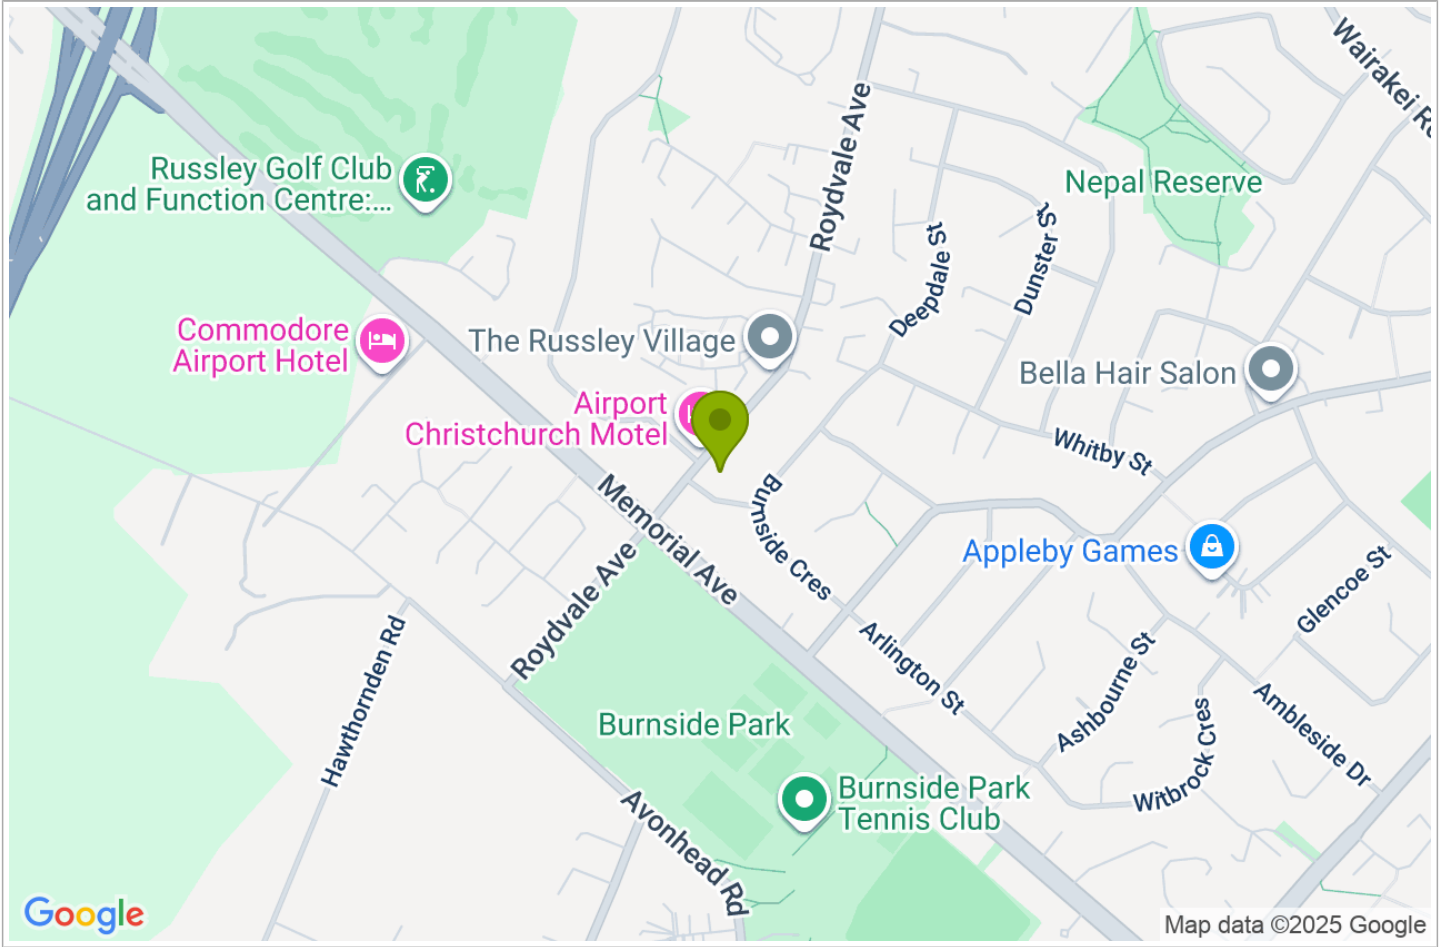 Wairakei R
Roydvale Ave
Russley Golf Club
and Function Centre:...
Nepal Reserve
Deepdale St
Dunster St
Commodore
Airport Hotel
The Russley Village
Bella Hair Salon
Airport
Christchurch Motel
Whitby St
Memorial Ave
Burnside Cres
Roydvale Ave
Appleby Games
Glencoe St
Hawthornden Rd
Arlington St
Ashbourne St
Ambleside Dr
Burnside Park
Witbrock Cres
Burnside Park
Tennis Club
Avonhead Rd
Google
Map data ©2025 Google